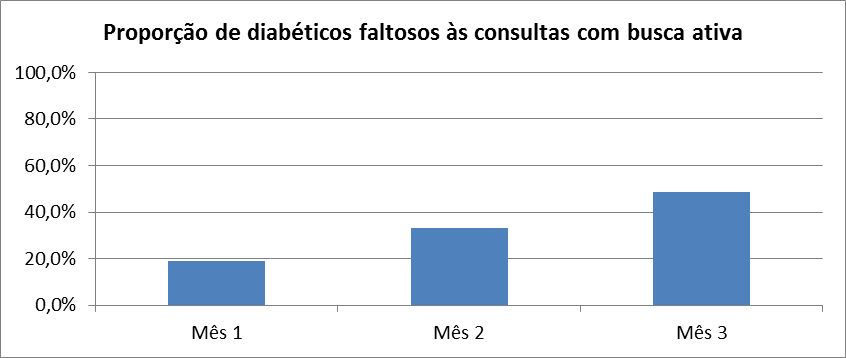 Proporção de diabéticos faltosos às consultas com busca ativa
100,0%
80,0%
60,0%
40,0%
20,0%
0,0%
Mês 1
Mês 2
Mês 3